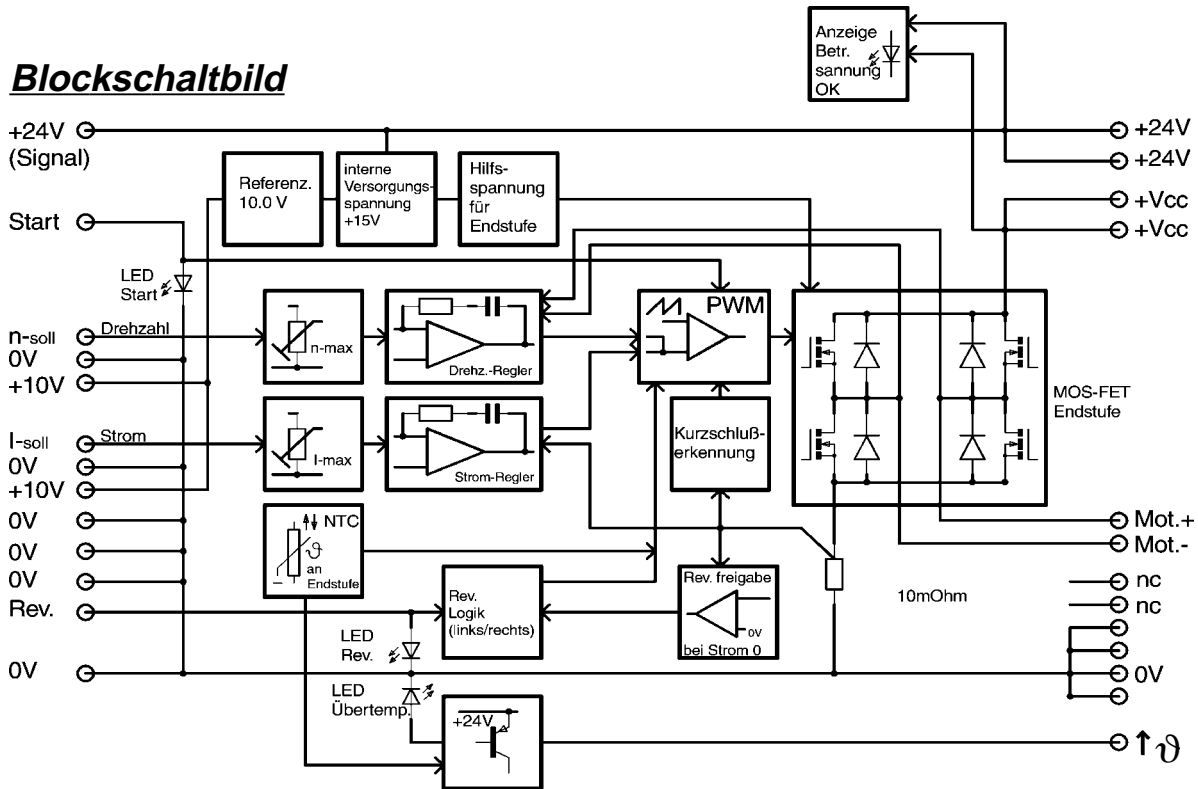 Blockschaltbild
Anzeige
Betr.
sannung
OK
+24V
(Signal)
+24V
+24V
Referenz.
10.0 V
interne
Versorgungs-
spannung
+15V
Hilfs-
spannung
für
Endstufe
+Vcc
+Vcc
Start
LED
Start
n-soll
Drehzahl
0V
+10V
n-max
Drehz.-Regler
PWM
MOS-FET
Endstufe
I-soll
Strom
0V
+10V
I-max
Strom-Regler
Kurzschluß-
erkennung
0V
0V
0V
NTC
ϑ
an
Endstufe
Mot.+
Mot.-
nc
nc
10mOhm
Rev.
Rev.
Logik
(links/rechts)
Rev. freigabe
0V
bei Strom 0
LED
Rev.
0V
0V
LED
Übertemp.
+24V
↑ϑ